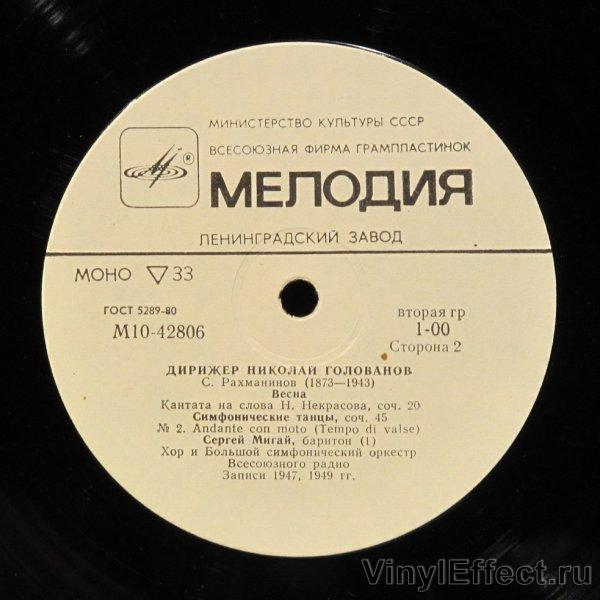 МИНИСТЕРСТВО КУЛЬТУРЫ СССР
ВСЕСОЮЗНАЯ ФИРМА ГРАМПЛАСТИНОК
®
МЕЛОДИЯ
ЛЕНИНГРАДСКИЙ ЗАВОД
МОНО ▽ 33
ГОСТ 5289-80
М10-42806
вторая гр
1-00
Сторона 2
ДИРИЖЕР НИКОЛАЙ ГОЛОВАНОВ
С. Рахманинов (1873—1943)
Весна
Кантата на слова Н. Некрасова, соч. 20
Симфонические танцы, соч. 45
№ 2. Andante con moto (Tempo di valse)
Сергей Мигай, баритон (1)
Хор и Большой симфонический оркестр
Всесоюзного радио
Записи 1947, 1949 гг.
VinylEffect.ru